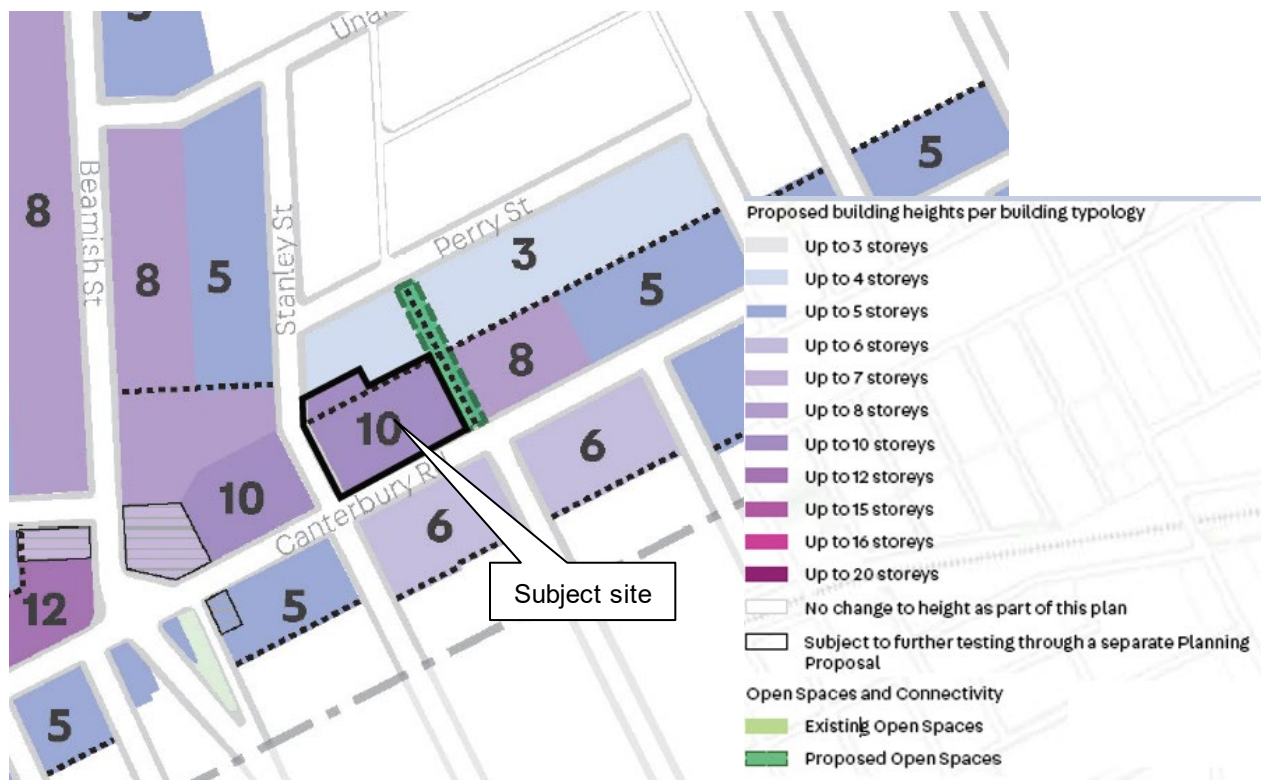 5
Beamish St
8
8
5
Stanley St
Perry St
3
5
5
8
10
10
Canterbury Rd
6
6
12
5
5
Subject site
Proposed building heights per building typology
Up to 3 storeys
Up to 4 storeys
Up to 5 storeys
Up to 6 storeys
Up to 7 storeys
Up to 8 storeys
Up to 10 storeys
Up to 12 storeys
Up to 15 storeys
Up to 16 storeys
Up to 20 storeys
No change to height as part of this plan
Subject to further testing through a separate Planning
Proposal
Open Spaces and Connectivity
Existing Open Spaces
Proposed Open Spaces